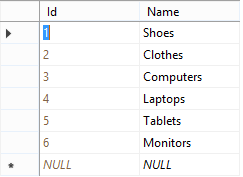 Id Name
1 Shoes
2 Clothes
3 Computers
4 Laptops
5 Tablets
6 Monitors
NULL NULL